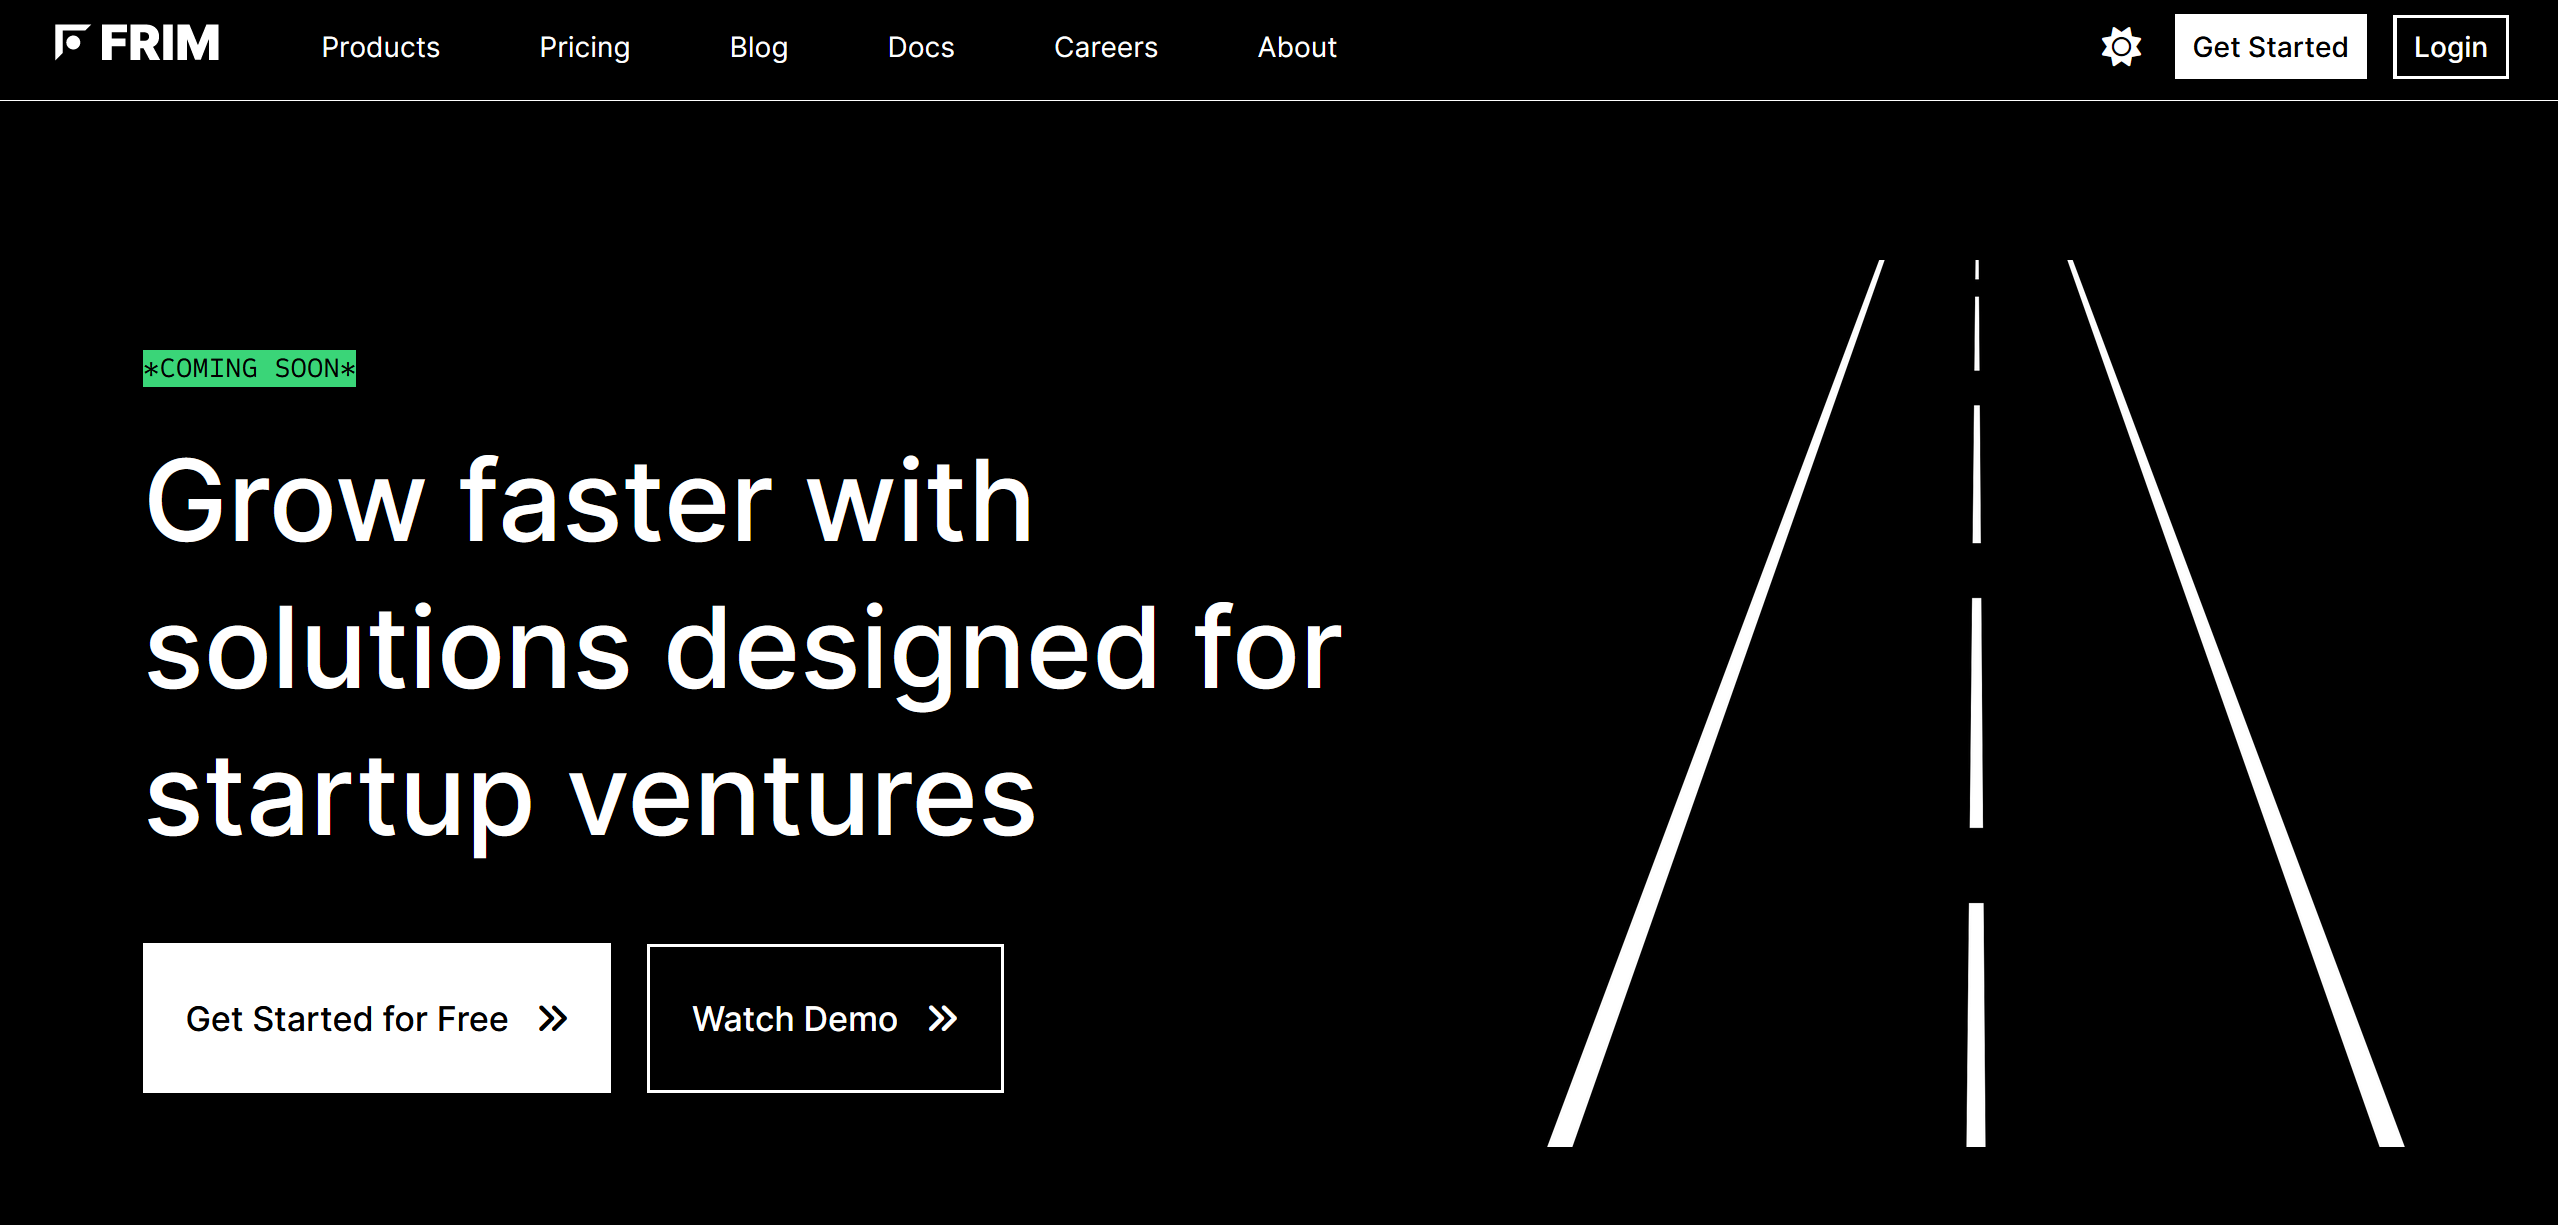 FRIM
Products
Pricing
Blog
Docs
Careers
About
Get Started
Login
*COMING SOON*
Grow faster with
solutions designed for
startup ventures
Get Started for Free
Watch Demo